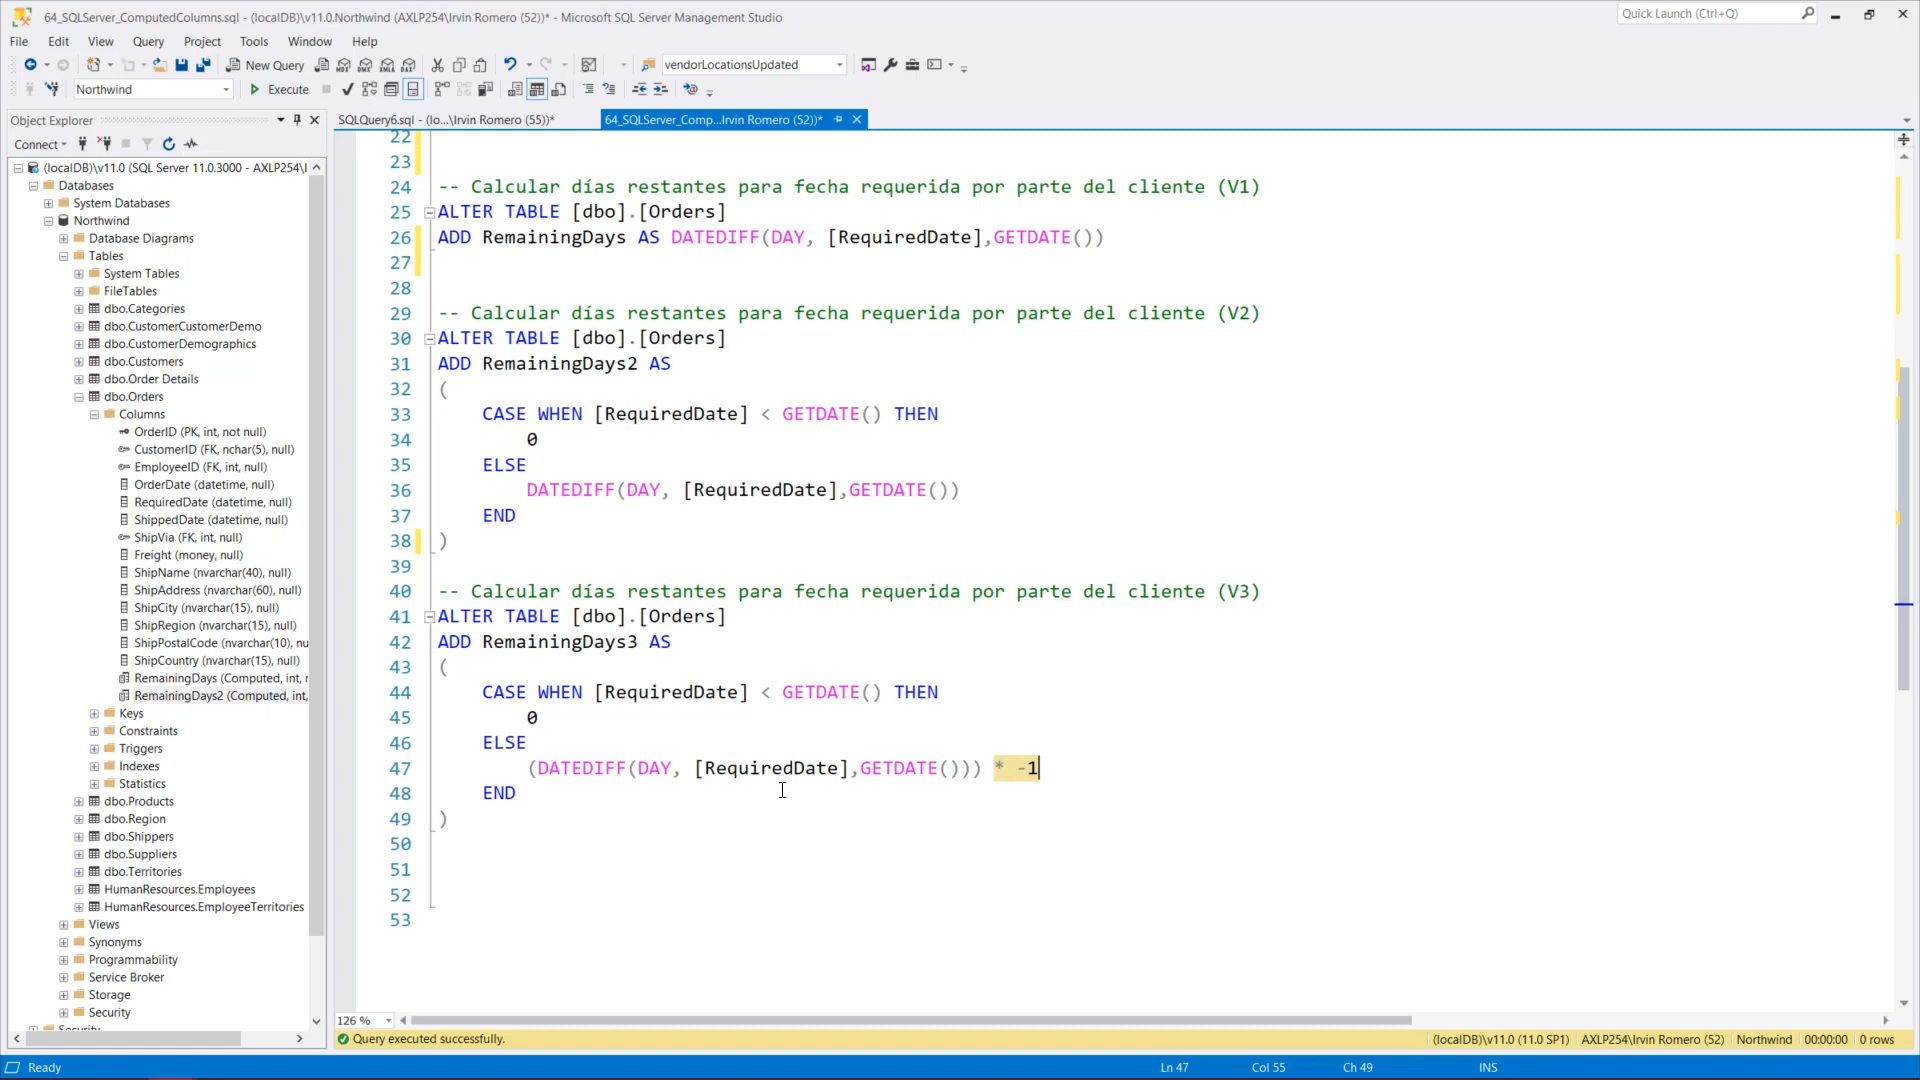 64_SQLServer_ComputedColumns.sql - (localDB)\v11.0.Northwind (AXLP254\Irvin Romero (52))* - Microsoft SQL Server Management Studio
Quick Launch (Ctrl+Q)
File Edit View Query Project Tools Window Help
New Query
vendorLocationsUpdated
Northwind
Execute
Object Explorer
SQLQuery6.sql - (lo...\Irvin Romero (55))*
64_SQLServer_Comp...Irvin Romero (52))*
Connect
(localDB)\v11.0 (SQL Server 11.0.3000 - AXLP254\I
Databases
System Databases
Northwind
Database Diagrams
Tables
System Tables
FileTables
dbo.Categories
dbo.CustomerCustomerDemo
dbo.CustomerDemographics
dbo.Customers
dbo.Order Details
dbo.Orders
Columns
OrderID (PK, int, not null)
CustomerID (FK, nchar(5), null)
EmployeeID (FK, int, null)
OrderDate (datetime, null)
RequiredDate (datetime, null)
ShippedDate (datetime, null)
ShipVia (FK, int, null)
Freight (money, null)
ShipName (nvarchar(40), null)
ShipAddress (nvarchar(60), null)
ShipCity (nvarchar(15), null)
ShipRegion (nvarchar(15), null)
ShipPostalCode (nvarchar(10), nu
ShipCountry (nvarchar(15), null)
RemainingDays (Computed, int, r
RemainingDays2 (Computed, int,
Keys
Constraints
Triggers
Indexes
Statistics
dbo.Products
dbo.Region
dbo.Shippers
dbo.Suppliers
dbo.Territories
HumanResources.Employees
HumanResources.EmployeeTerritories
Views
Synonyms
Programmability
Service Broker
Storage
Security
Security
22
23
24 -- Calcular días restantes para fecha requerida por parte del cliente (V1)
25 ALTER TABLE [dbo].[Orders]
26 ADD RemainingDays AS DATEDIFF(DAY, [RequiredDate],GETDATE())
27
28
29 -- Calcular días restantes para fecha requerida por parte del cliente (V2)
30 ALTER TABLE [dbo].[Orders]
31 ADD RemainingDays2 AS
32 (
33 CASE WHEN [RequiredDate] < GETDATE() THEN
34 0
35 ELSE
36 DATEDIFF(DAY, [RequiredDate],GETDATE())
37 END
38 )
39
40 -- Calcular días restantes para fecha requerida por parte del cliente (V3)
41 ALTER TABLE [dbo].[Orders]
42 ADD RemainingDays3 AS
43 (
44 CASE WHEN [RequiredDate] < GETDATE() THEN
45 0
46 ELSE
47 (DATEDIFF(DAY, [RequiredDate],GETDATE())) * -1
48 END
49 )
50
51
52
53
126 %
Query executed successfully.
(localDB)\v11.0 (11.0 SP1) AXLP254\Irvin Romero (52) Northwind 00:00:00 0 rows
Ready Ln 47 Col 55 Ch 49 INS